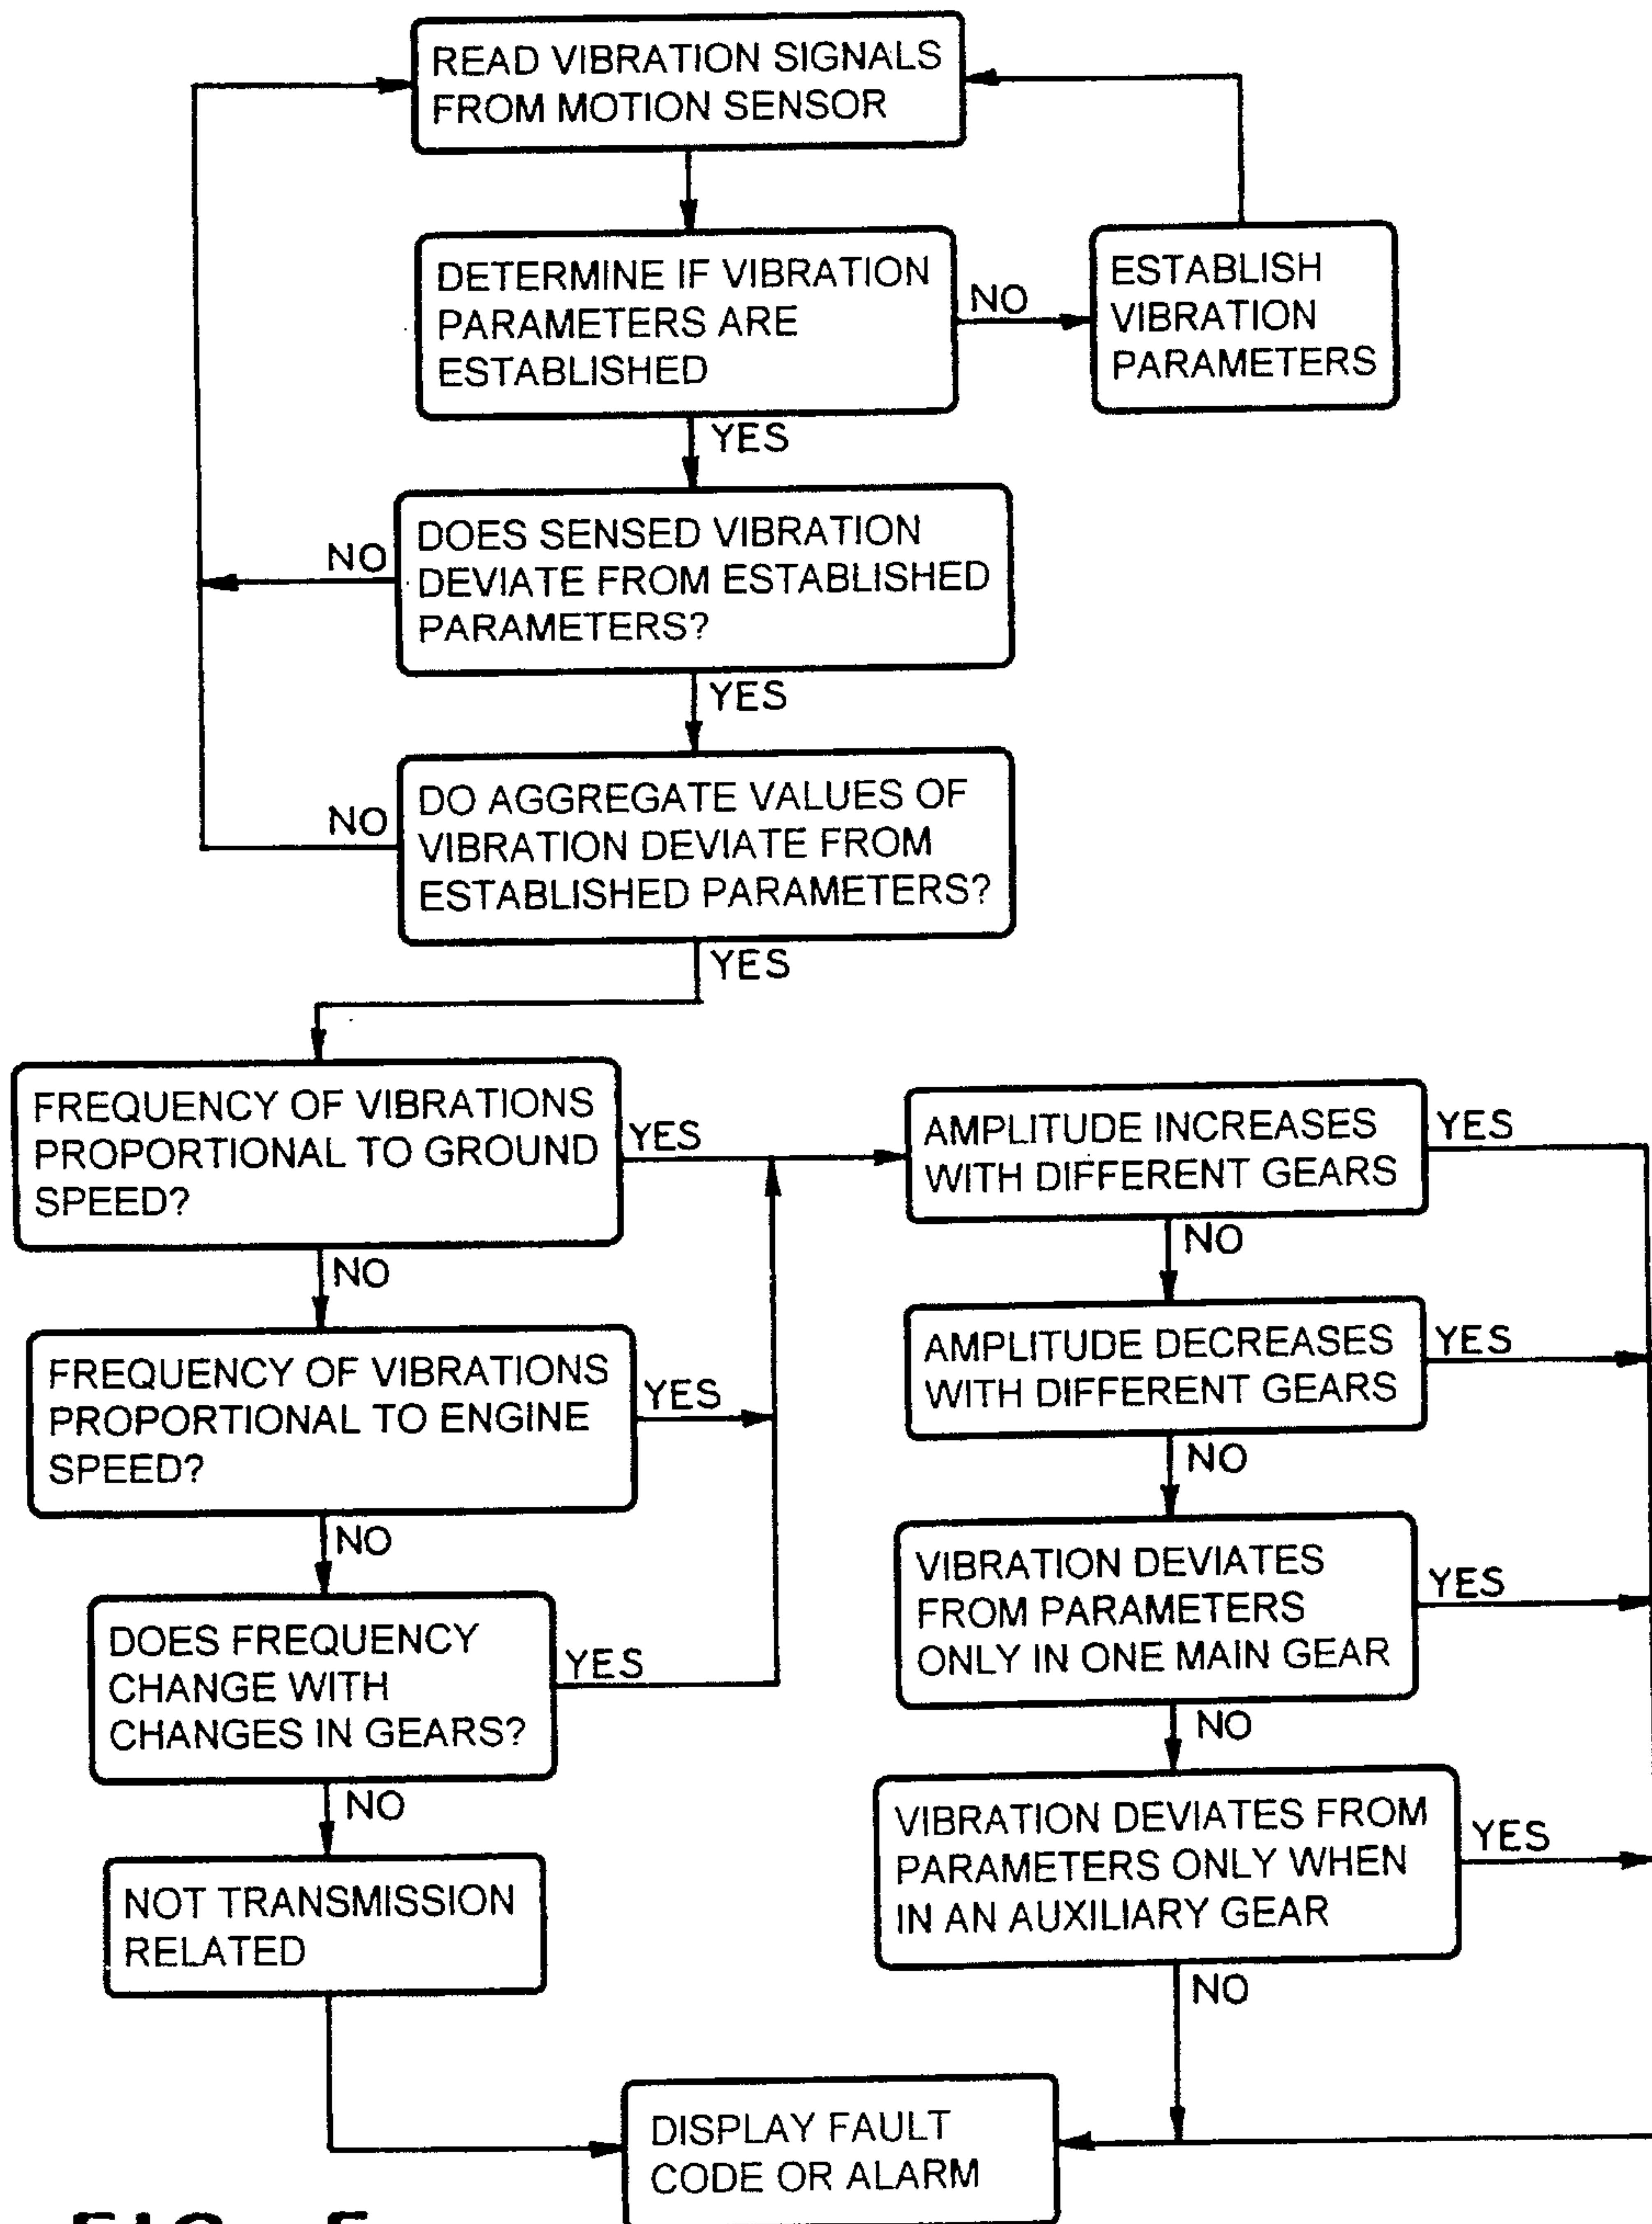 READ VIBRATION SIGNALS
FROM MOTION SENSOR
DETERMINE IF VIBRATION
PARAMETERS ARE
ESTABLISHED
NO
ESTABLISH
VIBRATION
PARAMETERS
YES
DOES SENSED VIBRATION
DEVIATE FROM ESTABLISHED
PARAMETERS?
NO
YES
DO AGGREGATE VALUES OF
VIBRATION DEVIATE FROM
ESTABLISHED PARAMETERS?
NO
YES
FREQUENCY OF VIBRATIONS
PROPORTIONAL TO GROUND
SPEED?
YES
NO
FREQUENCY OF VIBRATIONS
PROPORTIONAL TO ENGINE
SPEED?
YES
NO
DOES FREQUENCY
CHANGE WITH
CHANGES IN GEARS?
YES
NO
NOT TRANSMISSION
RELATED
AMPLITUDE INCREASES
WITH DIFFERENT GEARS
YES
NO
AMPLITUDE DECREASES
WITH DIFFERENT GEARS
YES
NO
VIBRATION DEVIATES
FROM PARAMETERS
ONLY IN ONE MAIN GEAR
YES
NO
VIBRATION DEVIATES FROM
PARAMETERS ONLY WHEN
IN AN AUXILIARY GEAR
YES
NO
DISPLAY FAULT
CODE OR ALARM